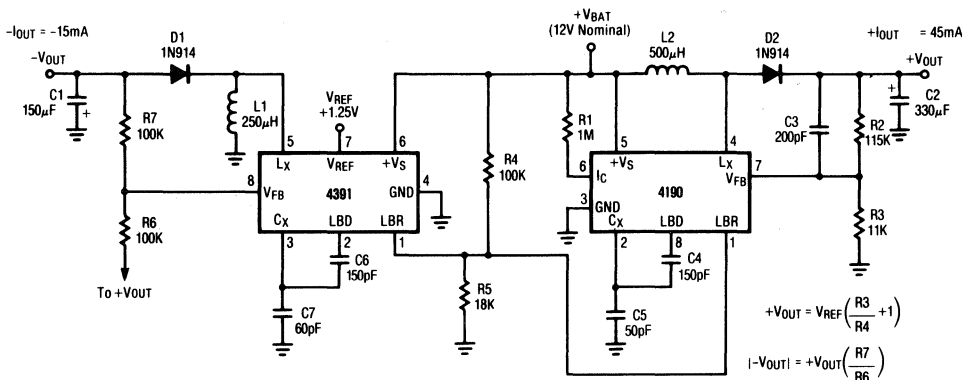 +VBAT
(12V Nominal)
-IOUT = -15mA
-VOUT
D1
1N914
L2
500µH
D2
1N914
+IOUT = 45mA
+VOUT
C1
150µF
+
R7
100K
L1
250µH
VREF
+1.25V
R4
100K
R1
1M
C3
200pF
R2
115K
+
C2
330µF
5
7
6
LX
VREF
+VS
8
VFB
4391
GND
4
CX
LBD
LBR
3
2
1
5
4
+VS
LX
6
IC
VFB
7
3
GND
4190
CX
LBD
LBR
2
8
1
R6
100K
To +VOUT
C6
150pF
C7
60pF
R5
18K
C4
150pF
C5
50pF
R3
11K
+VOUT = VREF(R3/R4 +1)
|-VOUT| = +VOUT(R7/R6)